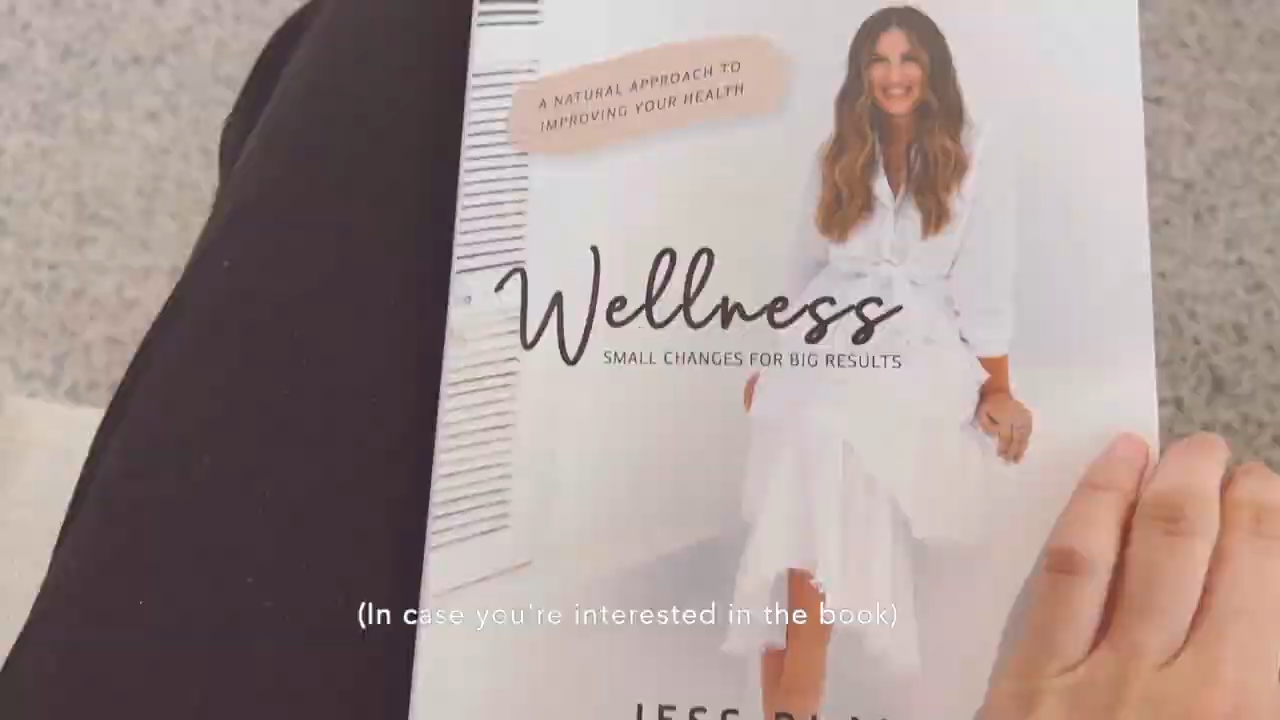 A NATURAL APPROACH TO
IMPROVING YOUR HEALTH
Wellness
SMALL CHANGES FOR BIG RESULTS
(In case you're interested in the book)
JESS